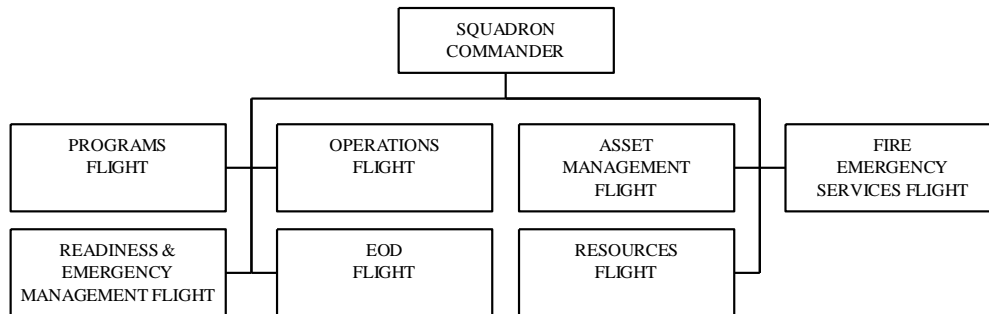 SQUADRON
COMMANDER
PROGRAMS
FLIGHT
OPERATIONS
FLIGHT
ASSET
MANAGEMENT
FLIGHT
FIRE
EMERGENCY
SERVICES FLIGHT
READINESS &
EMERGENCY
MANAGEMENT FLIGHT
EOD
FLIGHT
RESOURCES
FLIGHT